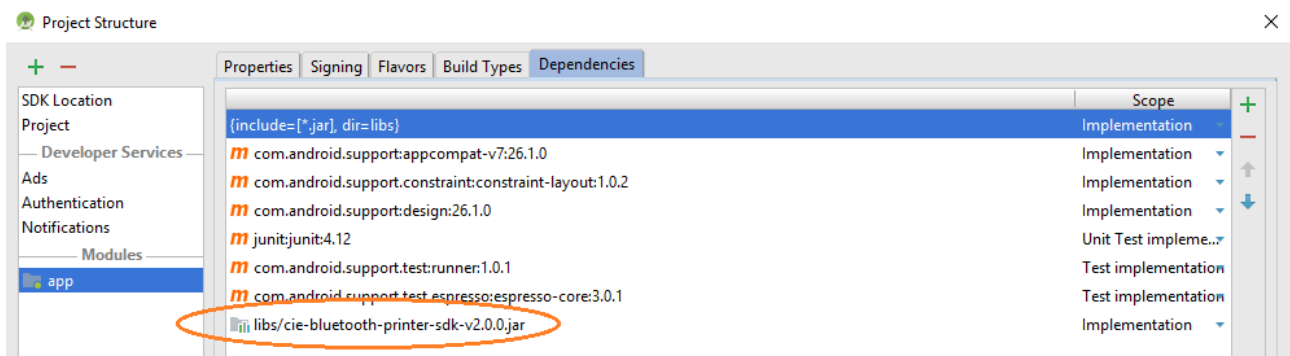 Project Structure
Properties Signing Flavors Build Types Dependencies
SDK Location
Project
Developer Services
Ads
Authentication
Notifications
Modules
app
Scope
{include=[*.jar], dir=libs} Implementation
m com.android.support:appcompat-v7:26.1.0 Implementation
m com.android.support.constraint:constraint-layout:1.0.2 Implementation
m com.android.support:design:26.1.0 Implementation
m junit:junit:4.12 Unit Test impleme...
m com.android.support.test:runner:1.0.1 Test implementation
m com.android.support.test.espresso:espresso-core:3.0.1 Test implementation
libs/cie-bluetooth-printer-sdk-v2.0.0.jar Implementation